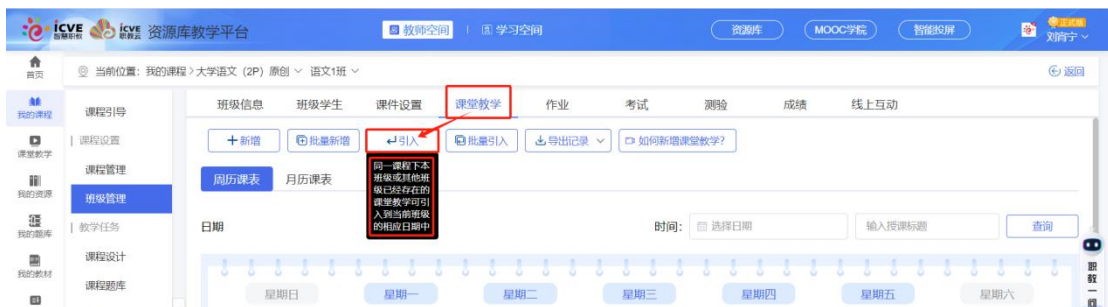 icve 智慧职教 icve 职教云 资源库教学平台 教师空间 学习空间 资源库 MOOC学院 智能投屏 正式版 刘肖宁
首页 当前位置：我的课程 > 大学语文（2P）原创 语文1班 返回
我的课程 课程引导 班级信息 班级学生 课件设置 课堂教学 作业 考试 测验 成绩 线上互动
课堂教学 课程设置 +新增 批量新增 引入 批量引入 导出记录 如何新增课堂教学?
课程管理
同一课程下本
班级或其他班
级已经存在的
课堂教学可引
入到当前班级
的相应日期中
我的资源 班级管理 周历课表 月历课表
我的题库 教学任务 日期 时间： 选择日期 输入授课标题 查询
我的教材 课程设计
课程题库
职教一
星期日 星期一 星期二 星期三 星期四 星期五 星期六